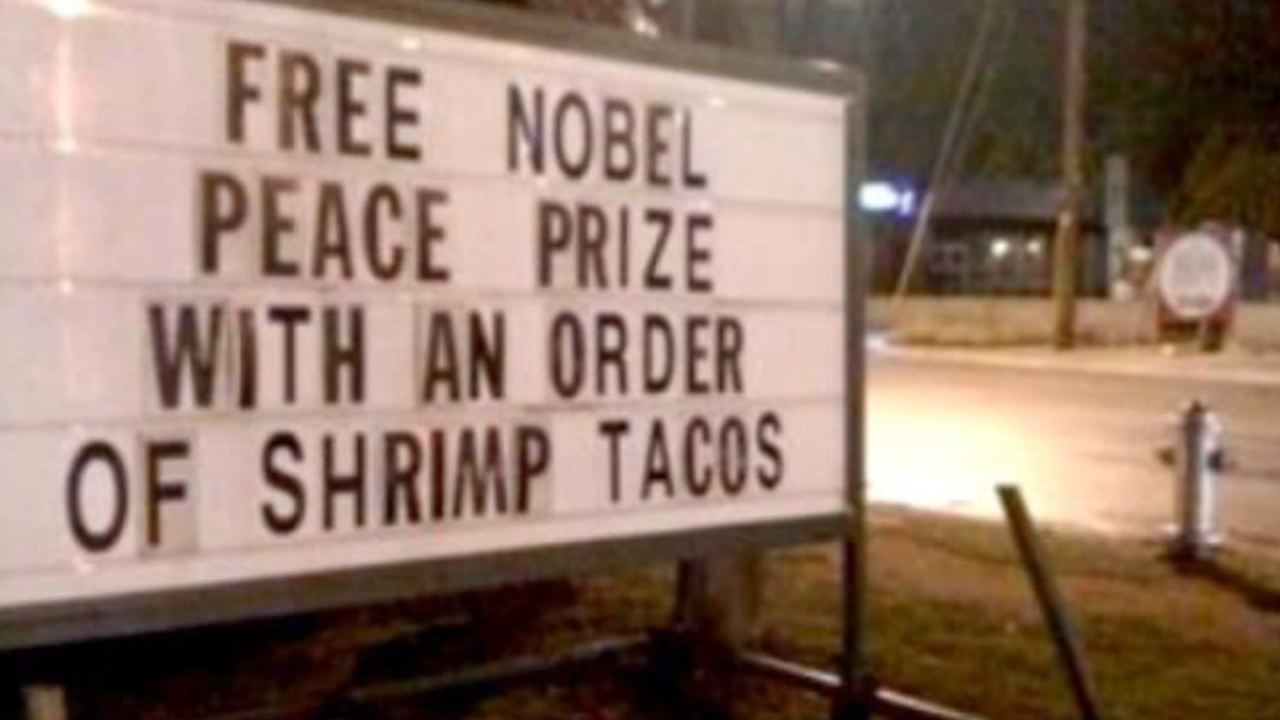 FREE NOBEL
PEACE PRIZE
WITH AN ORDER
OF SHRIMP TACOS